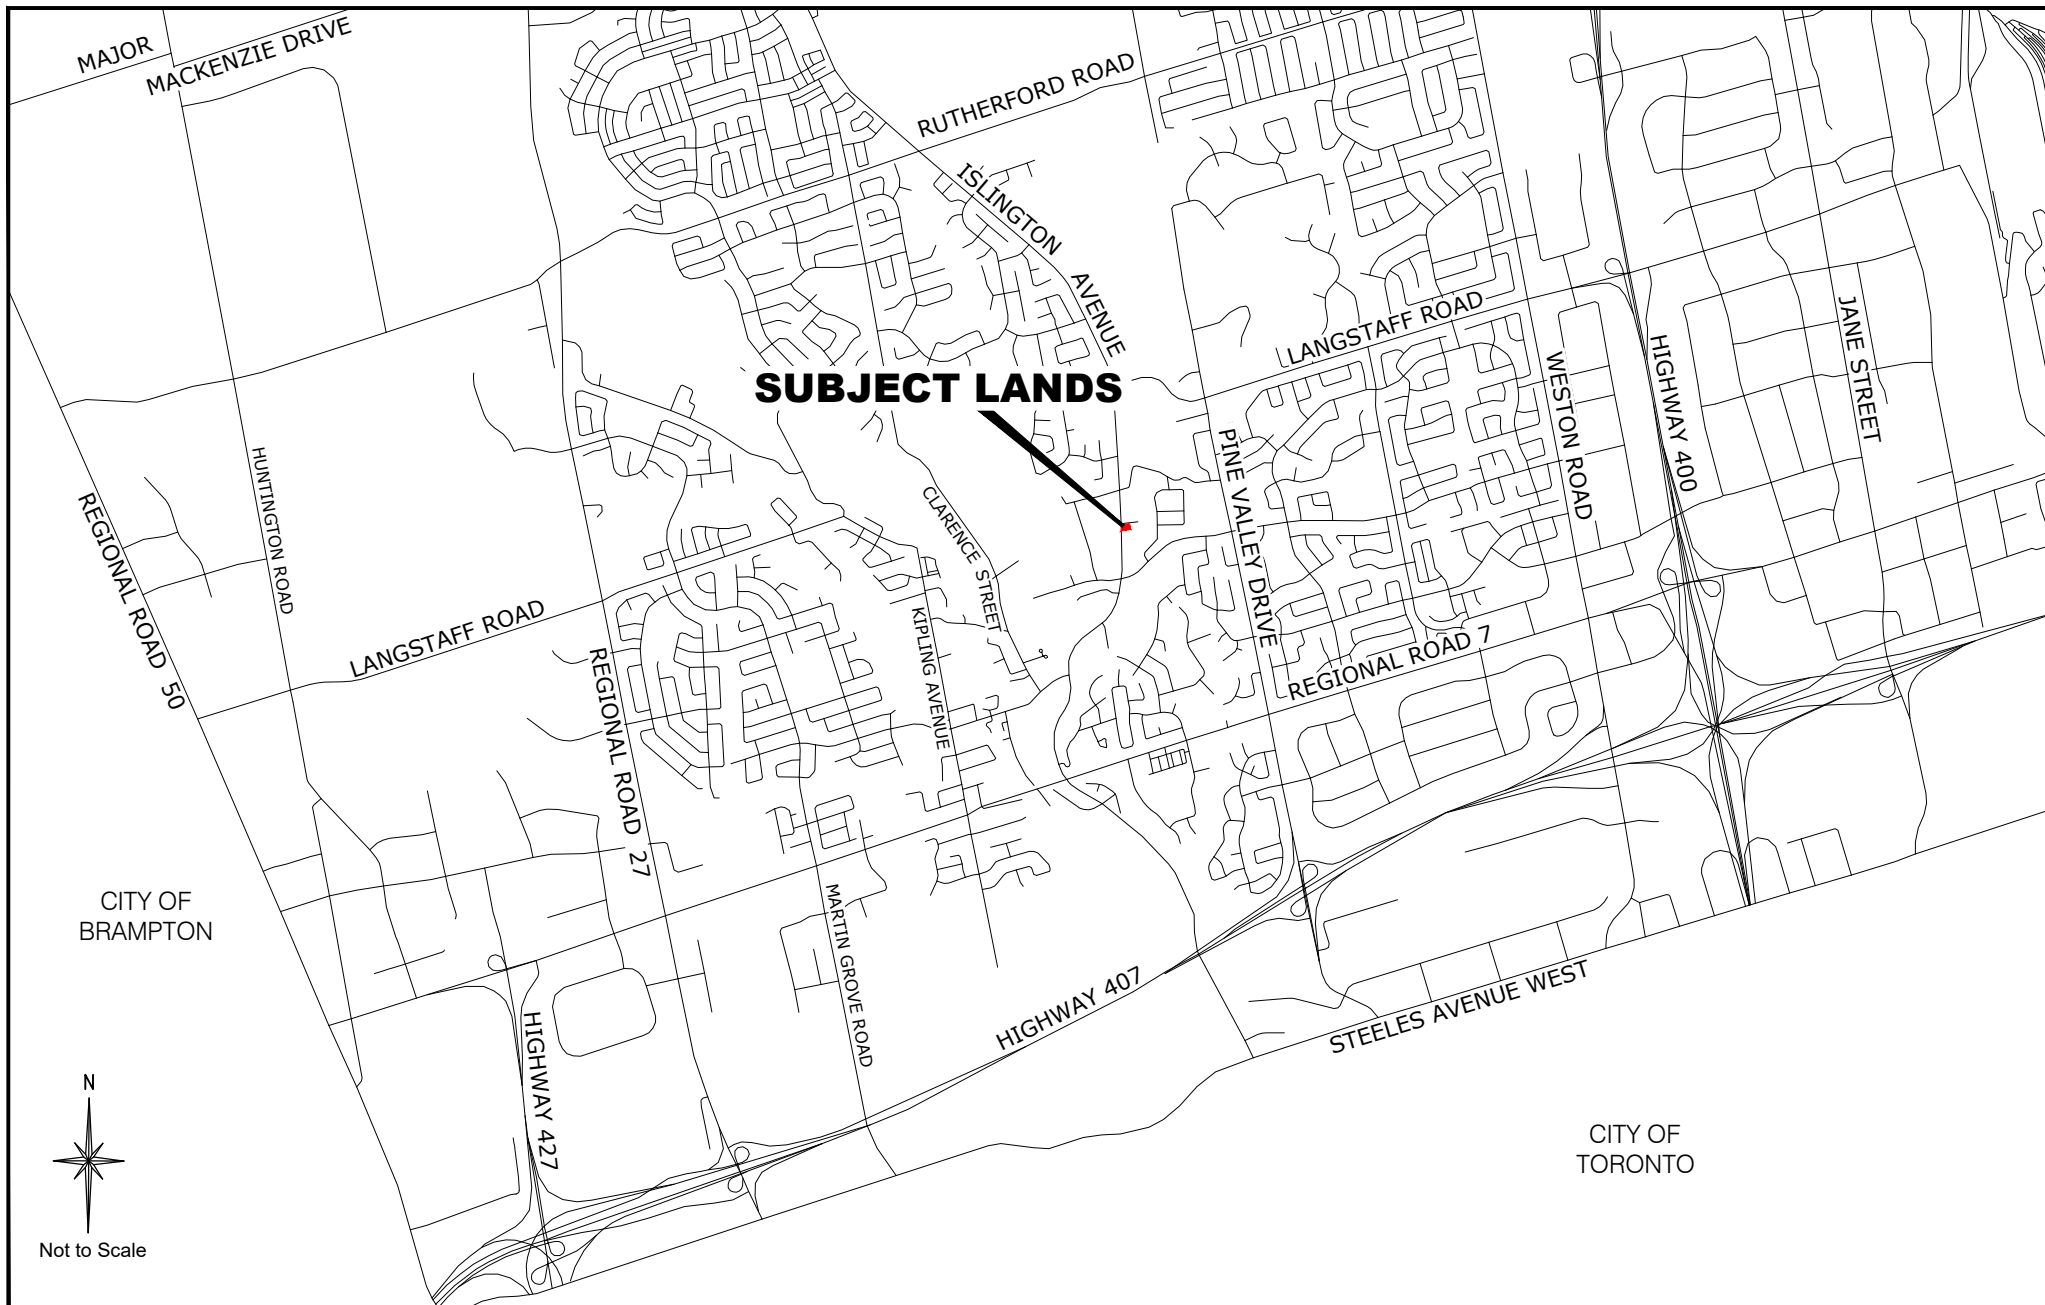 MAJOR
MACKENZIE DRIVE
RUTHERFORD ROAD
ISLINGTON
AVENUE
LANGSTAFF ROAD
JANE STREET
HIGHWAY 400
WESTON ROAD
SUBJECT LANDS
PINE VALLEY DRIVE
HUNTINGTON ROAD
REGIONAL ROAD 50
CLARENCE STREET
KIPLING AVENUE
LANGSTAFF ROAD
REGIONAL ROAD 7
REGIONAL ROAD 27
CITY OF
BRAMPTON
MARTIN GROVE ROAD
HIGHWAY 407
STEELES AVENUE WEST
HIGHWAY 427
N
Not to Scale
CITY OF
TORONTO